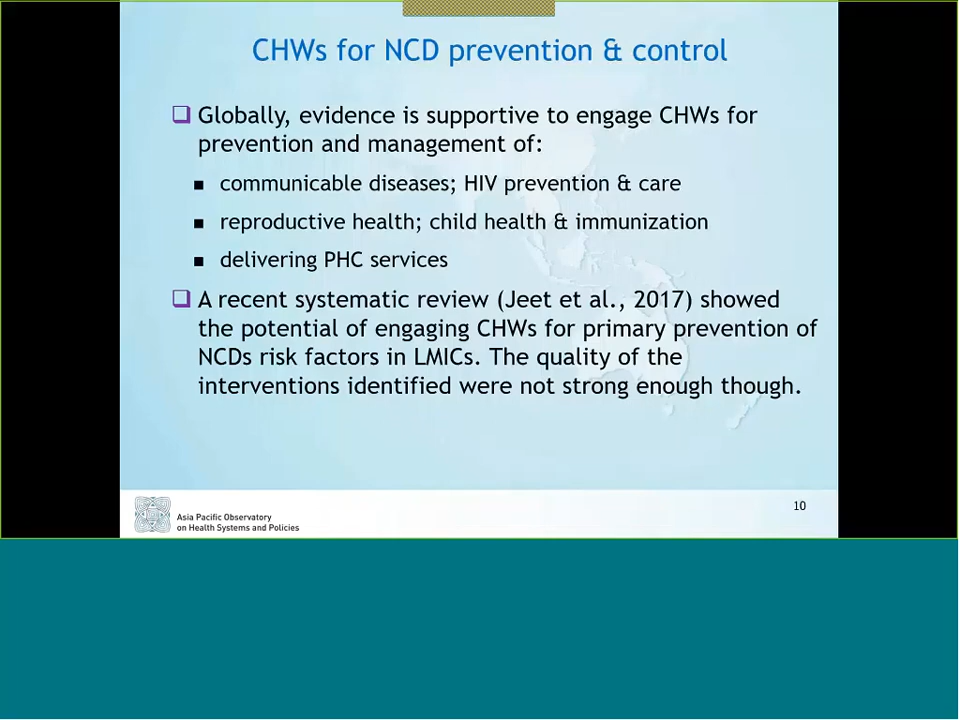 CHWs for NCD prevention & control
Globally, evidence is supportive to engage CHWs for
prevention and management of:
communicable diseases; HIV prevention & care
reproductive health; child health & immunization
delivering PHC services
A recent systematic review (Jeet et al., 2017) showed
the potential of engaging CHWs for primary prevention of
NCDs risk factors in LMICs. The quality of the
interventions identified were not strong enough though.
10
Asia Pacific Observatory
on Health Systems and Policies